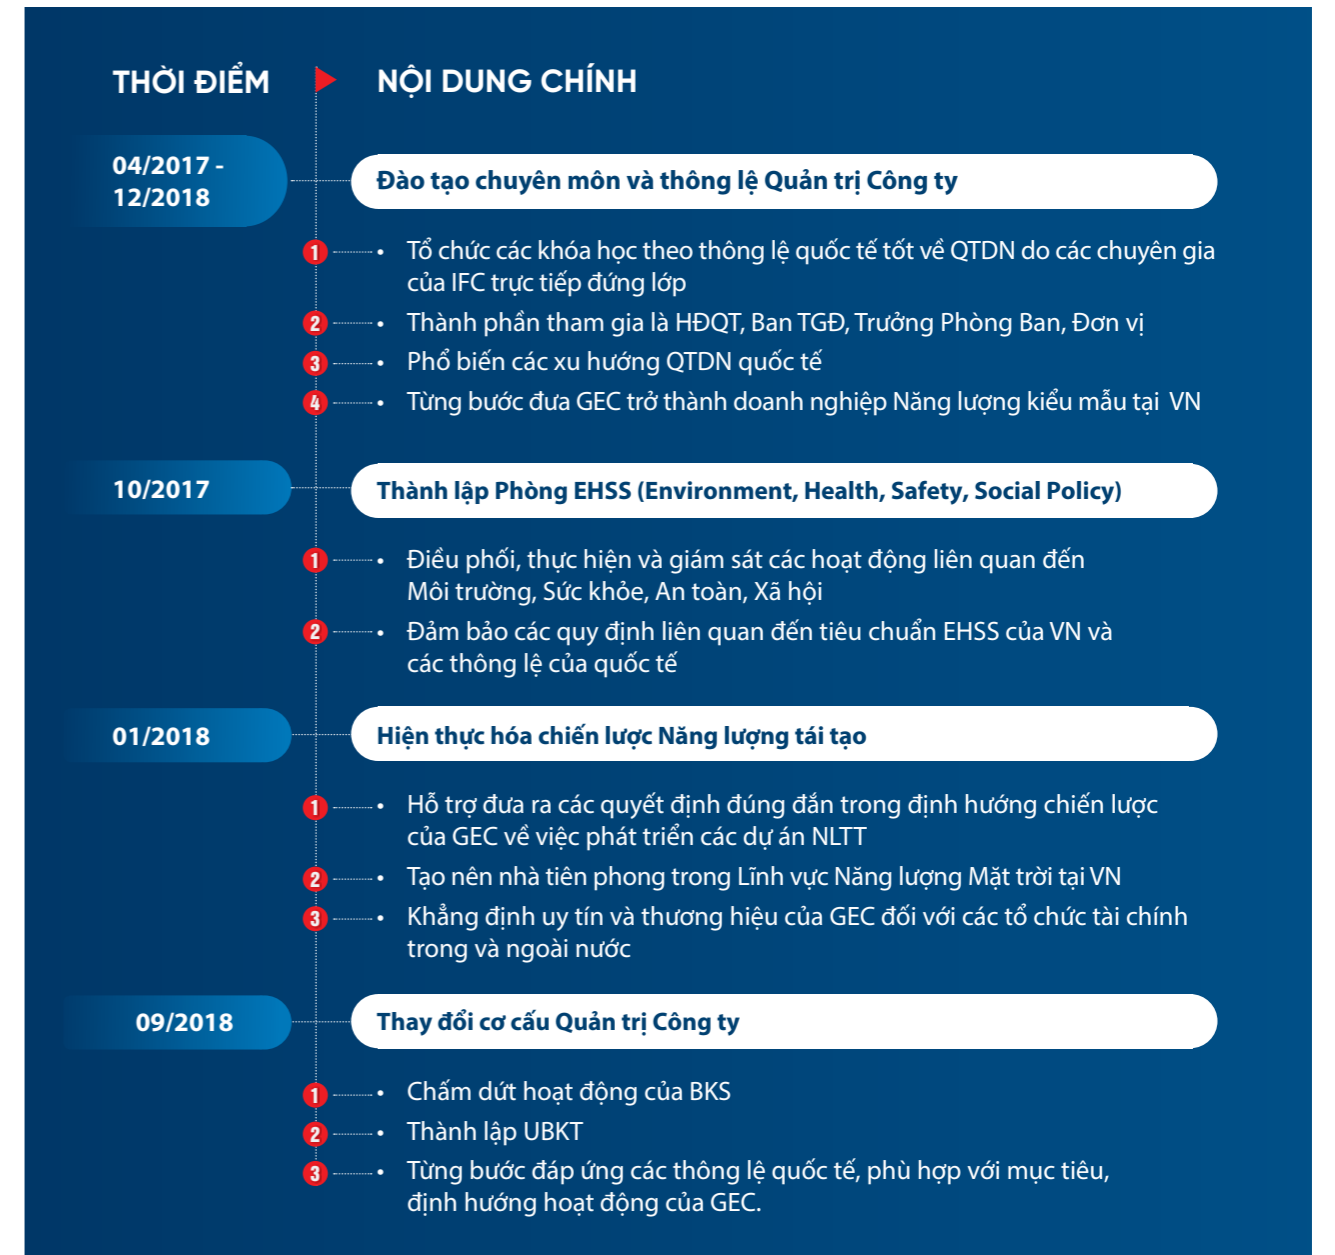 THỜI ĐIỂM
NỘI DUNG CHÍNH
04/2017 -
12/2018
Đào tạo chuyên môn và thông lệ Quản trị Công ty
1 • Tổ chức các khóa học theo thông lệ quốc tế tốt về QTDN do các chuyên gia
của IFC trực tiếp đứng lớp
2 • Thành phần tham gia là HĐQT, Ban TGĐ, Trưởng Phòng Ban, Đơn vị
3 • Phổ biến các xu hướng QTDN quốc tế
4 • Từng bước đưa GEC trở thành doanh nghiệp Năng lượng kiểu mẫu tại VN
10/2017
Thành lập Phòng EHSS (Environment, Health, Safety, Social Policy)
1 • Điều phối, thực hiện và giám sát các hoạt động liên quan đến
Môi trường, Sức khỏe, An toàn, Xã hội
2 • Đảm bảo các quy định liên quan đến tiêu chuẩn EHSS của VN và
các thông lệ của quốc tế
01/2018
Hiện thực hóa chiến lược Năng lượng tái tạo
1 • Hỗ trợ đưa ra các quyết định đúng đắn trong định hướng chiến lược
của GEC về việc phát triển các dự án NLTT
2 • Tạo nên nhà tiên phong trong Lĩnh vực Năng lượng Mặt trời tại VN
3 • Khẳng định uy tín và thương hiệu của GEC đối với các tổ chức tài chính
trong và ngoài nước
09/2018
Thay đổi cơ cấu Quản trị Công ty
1 • Chấm dứt hoạt động của BKS
2 • Thành lập UBKT
3 • Từng bước đáp ứng các thông lệ quốc tế, phù hợp với mục tiêu,
định hướng hoạt động của GEC.